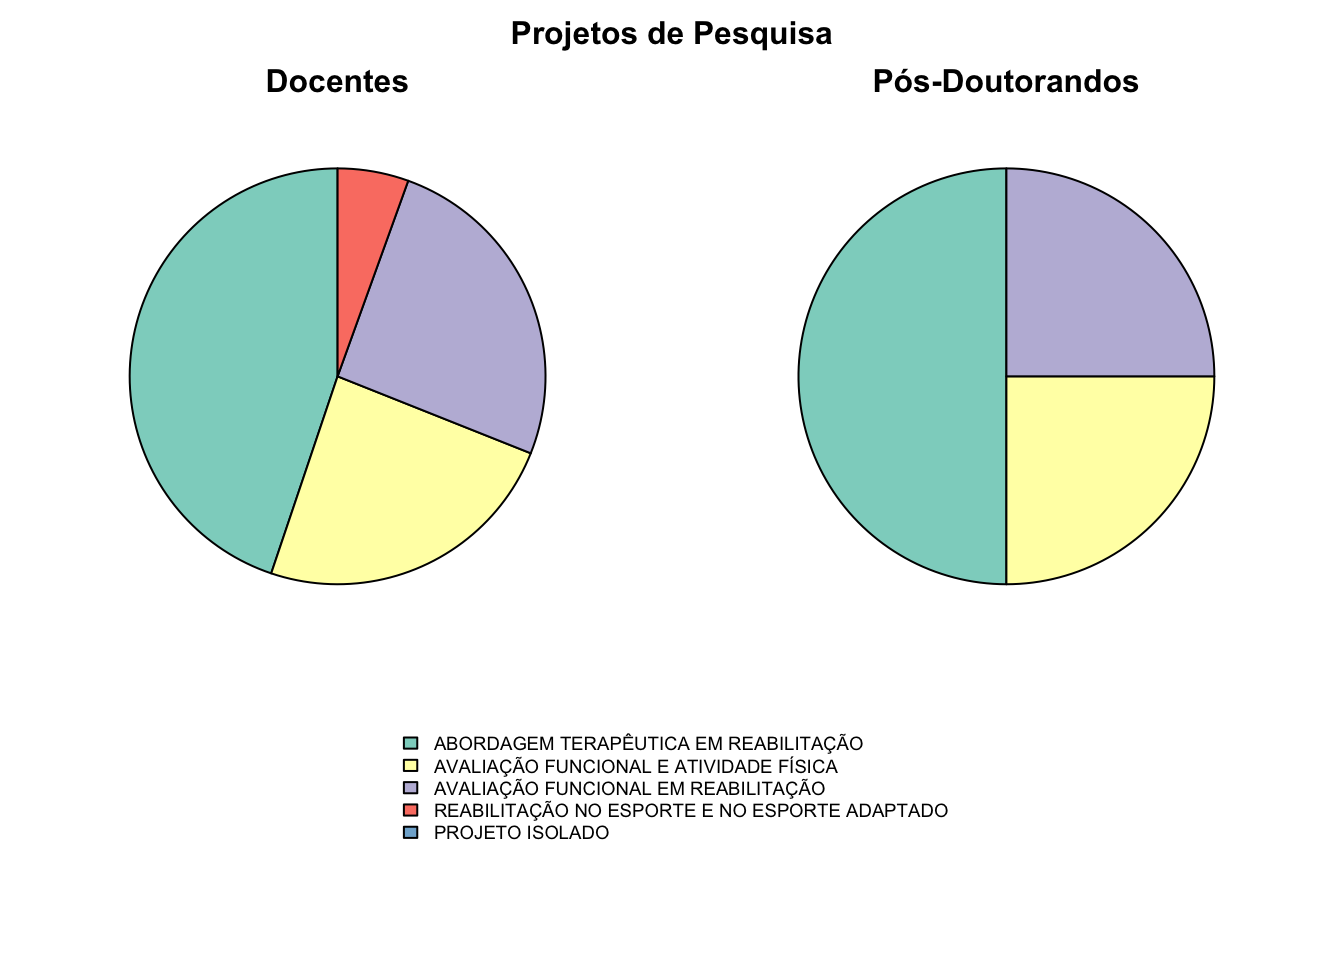 Projetos de Pesquisa
Docentes
Pós-Doutorandos
ABORDAGEM TERAPÊUTICA EM REABILITAÇÃO
AVALIAÇÃO FUNCIONAL E ATIVIDADE FÍSICA
AVALIAÇÃO FUNCIONAL EM REABILITAÇÃO
REABILITAÇÃO NO ESPORTE E NO ESPORTE ADAPTADO
PROJETO ISOLADO